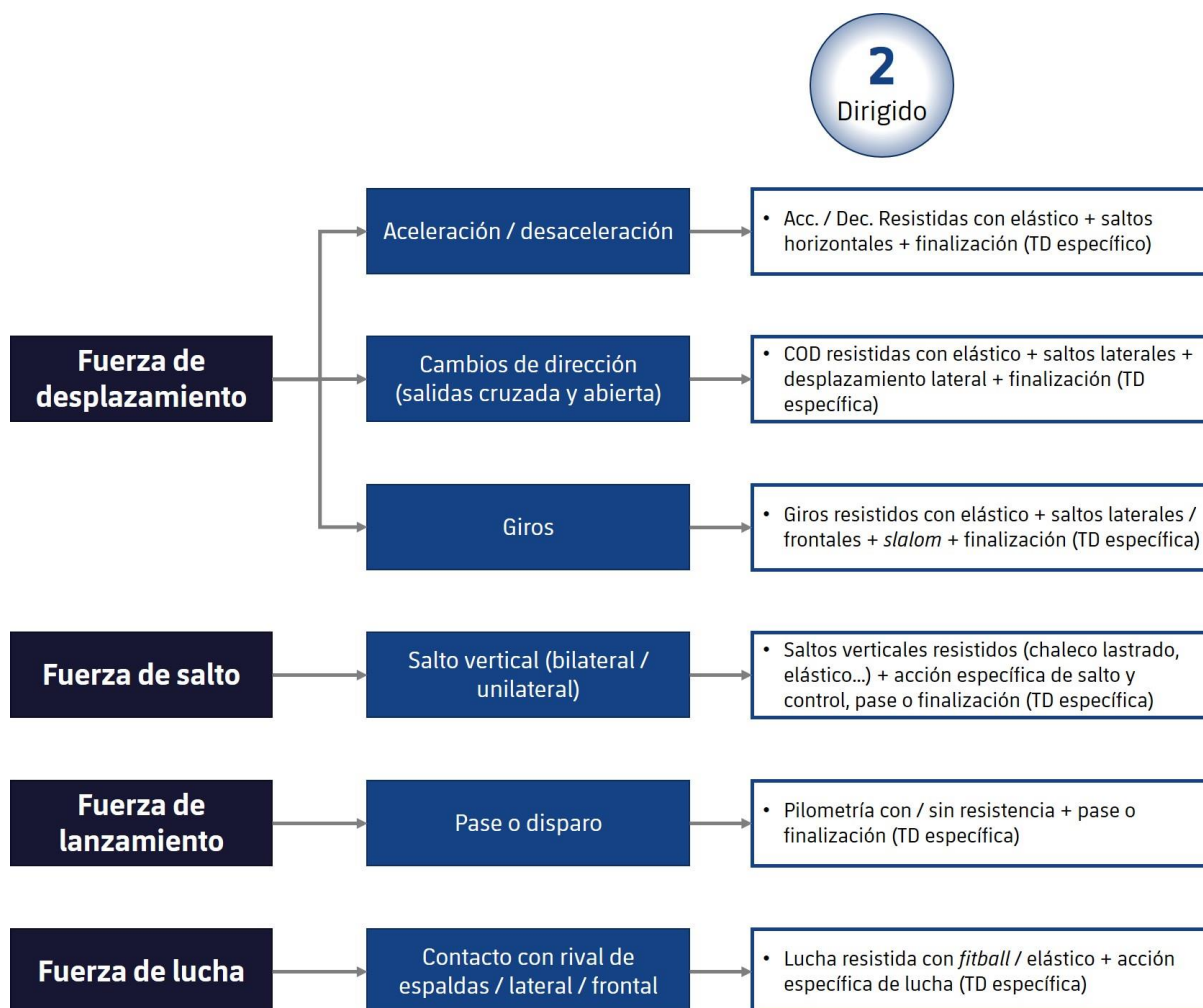 2
Dirigido
Aceleración / desaceleración
• Acc. / Dec. Resistidas con elástico + saltos
horizontales + finalización (TD específico)
Fuerza de
desplazamiento
Cambios de dirección
(salidas cruzada y abierta)
• COD resistidas con elástico + saltos laterales +
desplazamiento lateral + finalización (TD
específica)
Giros
• Giros resistidos con elástico + saltos laterales /
frontales + slalom + finalización (TD específica)
Fuerza de salto
Salto vertical (bilateral /
unilateral)
• Saltos verticales resistidos (chaleco lastrado,
elástico...) + acción específica de salto y
control, pase o finalización (TD específica)
Fuerza de
lanzamiento
Pase o disparo
• Pilometría con / sin resistencia + pase o
finalización (TD específica)
Fuerza de lucha
Contacto con rival de
espaldas / lateral / frontal
• Lucha resistida con fitball / elástico + acción
específica de lucha (TD específica)